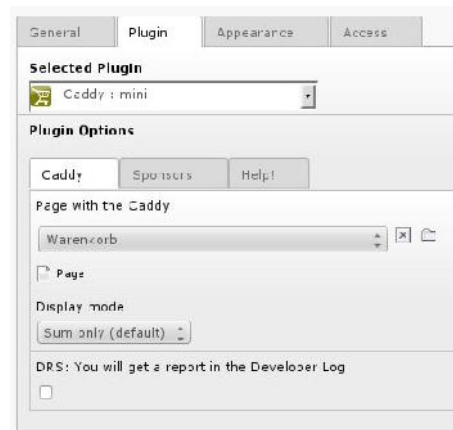 General Plugin Appearance Access
Selected Plugin
Caddy : mini
Plugin Options
Caddy Sponsors Help!
Page with the Caddy
Warenkorb
Page
Display mode
Sum only (default)
DRS: You will get a report in the Developer Log